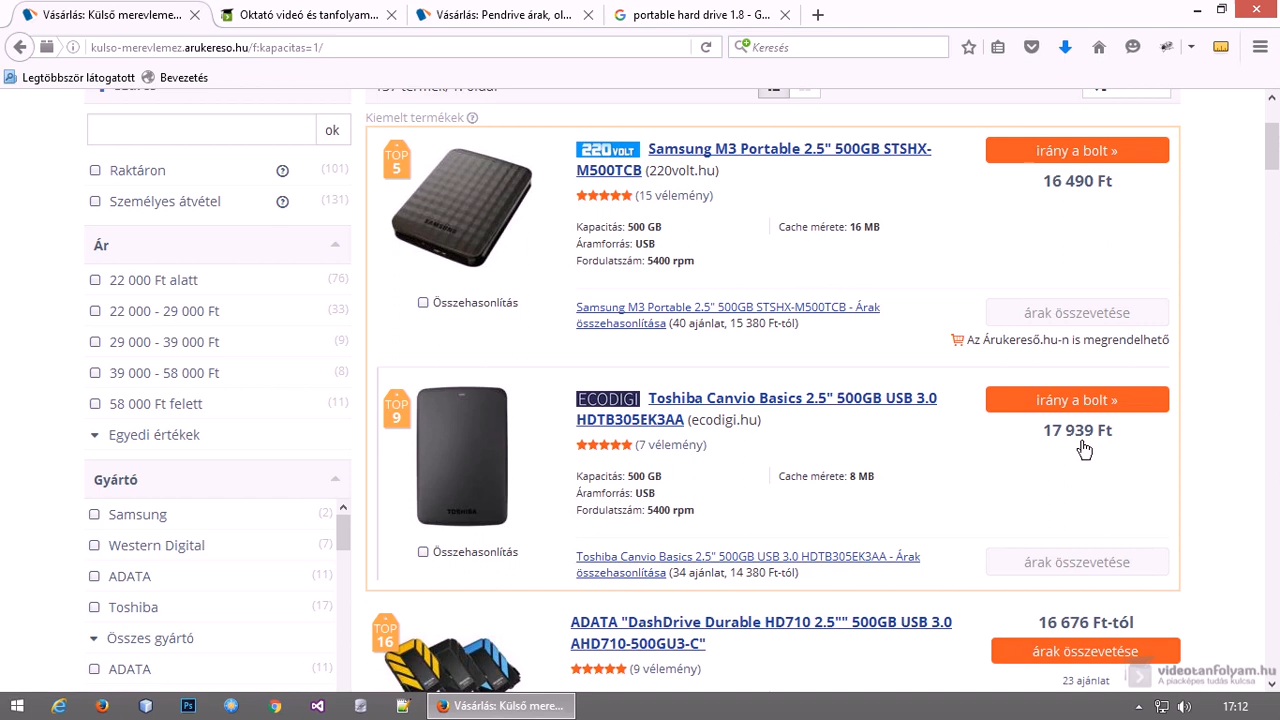 Vásárlás: Külső merevleme...
Oktató videó és tanfolyam...
Vásárlás: Pendrive árak, ol...
portable hard drive 1.8 - G...
kulso-merevlemez.arukereso.hu/f:kapacitas=1/
Keresés
Legtöbbször látogatott
Bevezetés
ok
Raktáron (101)
Személyes átvétel (131)
Ár
22 000 Ft alatt (76)
22 000 - 29 000 Ft (33)
29 000 - 39 000 Ft (9)
39 000 - 58 000 Ft (8)
58 000 Ft felett (11)
Egyedi értékek
Gyártó
Samsung (2)
Western Digital (7)
ADATA (11)
Toshiba (17)
Összes gyártó
ADATA (11)
Kiemelt termékek
TOP
5
SAMSUNG
Összehasonlítás
220VOLT Samsung M3 Portable 2.5" 500GB STSHX-
M500TCB (220volt.hu)
(15 vélemény)
Kapacitás: 500 GB
Cache mérete: 16 MB
Áramforrás: USB
Fordulatszám: 5400 rpm
Samsung M3 Portable 2.5" 500GB STSHX-M500TCB - Árak
összehasonlítása (40 ajánlat, 15 380 Ft-tól)
irány a bolt »
16 490 Ft
árak összevetése
Az Árukereső.hu-n is megrendelhető
TOP
9
TOSHIBA
Összehasonlítás
ECODIGI Toshiba Canvio Basics 2.5" 500GB USB 3.0
HDTB305EK3AA (ecodigi.hu)
(7 vélemény)
Kapacitás: 500 GB
Cache mérete: 8 MB
Áramforrás: USB
Fordulatszám: 5400 rpm
Toshiba Canvio Basics 2.5" 500GB USB 3.0 HDTB305EK3AA - Árak
összehasonlítása (34 ajánlat, 14 380 Ft-tól)
irány a bolt »
17 939 Ft
árak összevetése
TOP
16
ADATA "DashDrive Durable HD710 2.5"" 500GB USB 3.0
AHD710-500GU3-C"
(9 vélemény)
16 676 Ft-tól
árak összevetése
23 ajánlat
videotanfolyam.hu
A piacképes tudás kulcsa
Vásárlás: Külső mere...
17:12